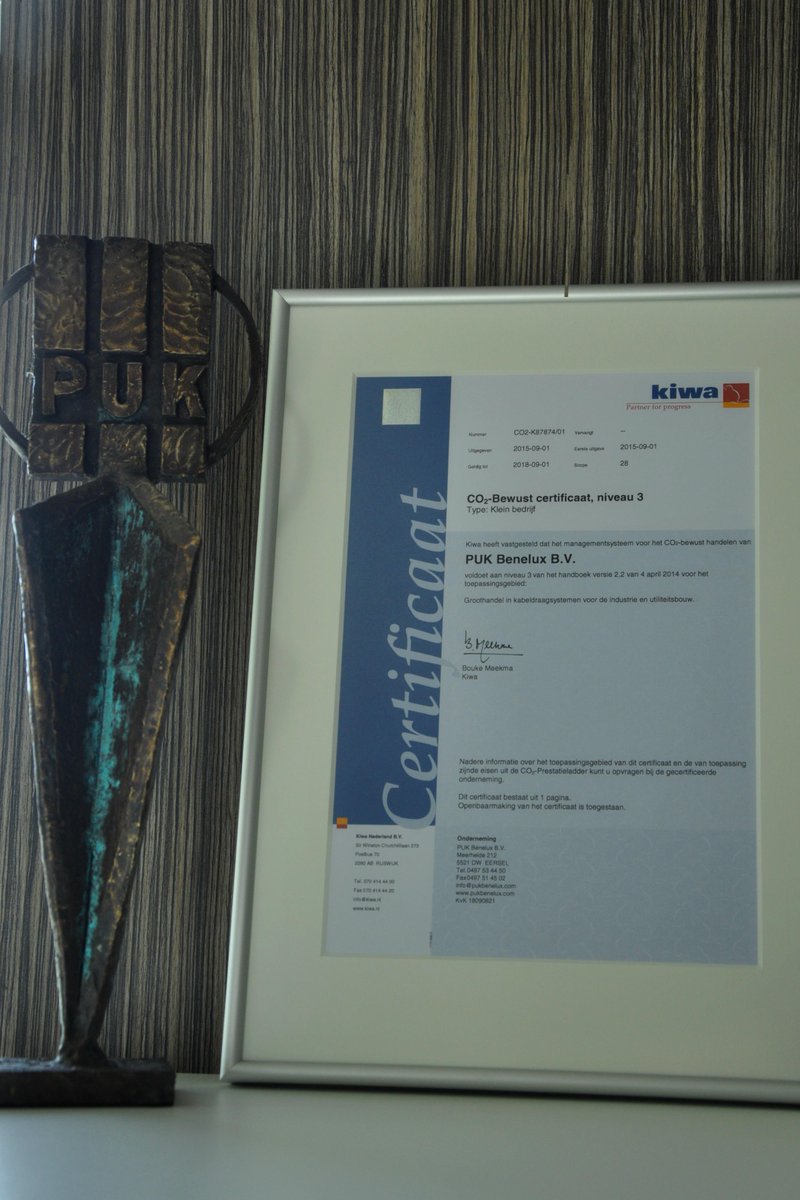 PUK
kiwa
Partner for progress
Nummer CO2-K87874/01 Vervangt --
Uitgegeven 2015-09-01 Eerste uitgave 2015-09-01
Geldig tot 2018-09-01 Scope 28
CO₂-Bewust certificaat, niveau 3
Type: Klein bedrijf
Kiwa heeft vastgesteld dat het managementsysteem voor het CO₂-bewust handelen van
PUK Benelux B.V.
voldoet aan niveau 3 van het handboek versie 2.2 van 4 april 2014 voor het
toepassingsgebied:
Groothandel in kabeldraagsystemen voor de industrie en utiliteitsbouw.
B. Meekma
Bouke Meekma
Kiwa
Certificaat
Nadere informatie over het toepassingsgebied van dit certificaat en de van toepassing
zijnde eisen uit de CO₂-Prestatieladder kunt u opvragen bij de gecertificeerde
onderneming.
Dit certificaat bestaat uit 1 pagina.
Openbaarmaking van het certificaat is toegestaan.
Kiwa Nederland B.V.
Sir Winston Churchilllaan 273
Postbus 70
2280 AB RIJSWIJK
Tel. 070 414 44 00
Fax 070 414 44 20
info@kiwa.nl
www.kiwa.nl
Onderneming
PUK Benelux B.V.
Meerheide 212
5521 DW EERSEL
Tel.0497 53 44 50
Fax0497 51 45 02
info@pukbenelux.com
www.pukbenelux.com
KvK 18090821